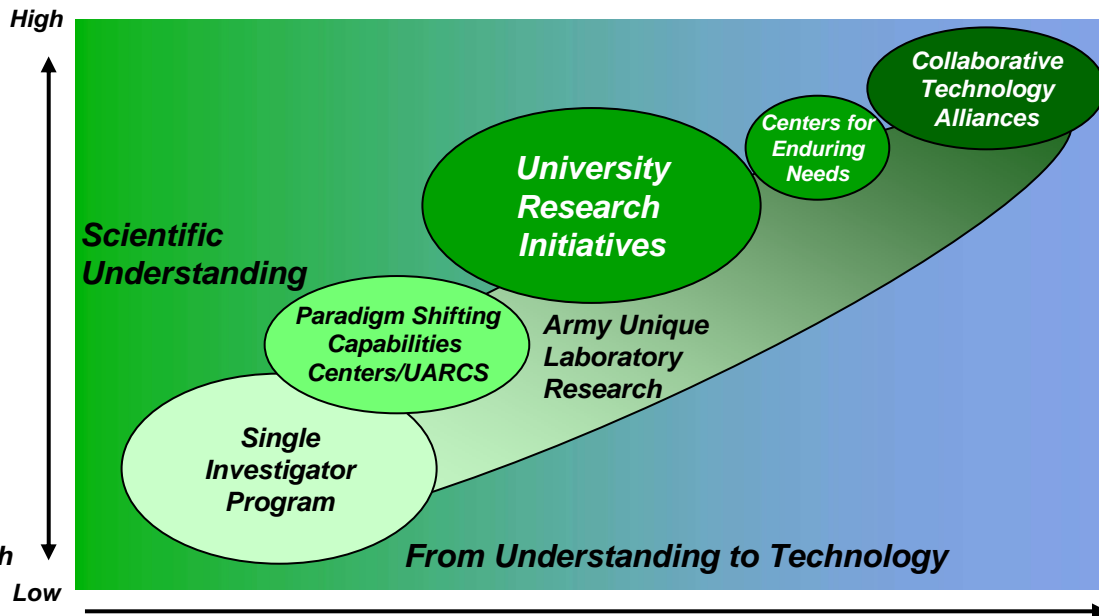 High
Collaborative
Technology
Alliances
Centers for
Enduring
Needs
University
Research
Initiatives
Scientific
Understanding
Paradigm Shifting
Capabilities
Centers/UARCS
Army Unique
Laboratory
Research
Single
Investigator
Program
From Understanding to Technology
h
Low